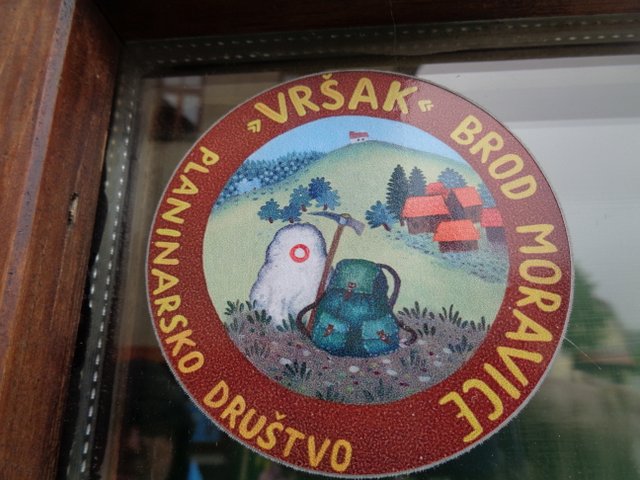 PLANINARSKO DRUŠTVO
»VRŠAK« BROD MORAVICE